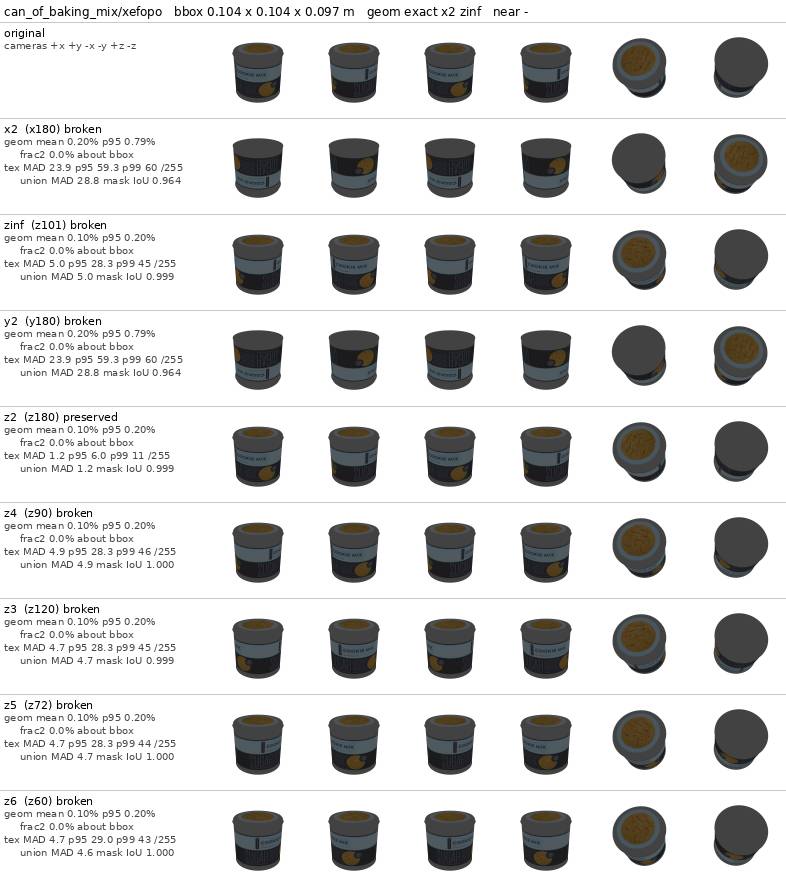 can_of_baking_mix/xefopo bbox 0.104 x 0.104 x 0.097 m geom exact x2 zinf near -
original
cameras +x +y -x -y +z -z
x2 (x180) broken
geom mean 0.20% p95 0.79%
frac2 0.0% about bbox
tex MAD 23.9 p95 59.3 p99 60 /255
union MAD 28.8 mask IoU 0.964
zinf (z101) broken
geom mean 0.10% p95 0.20%
frac2 0.0% about bbox
tex MAD 5.0 p95 28.3 p99 45 /255
union MAD 5.0 mask IoU 0.999
y2 (y180) broken
geom mean 0.20% p95 0.79%
frac2 0.0% about bbox
tex MAD 23.9 p95 59.3 p99 60 /255
union MAD 28.8 mask IoU 0.964
z2 (z180) preserved
geom mean 0.10% p95 0.20%
frac2 0.0% about bbox
tex MAD 1.2 p95 6.0 p99 11 /255
union MAD 1.2 mask IoU 0.999
z4 (z90) broken
geom mean 0.10% p95 0.20%
frac2 0.0% about bbox
tex MAD 4.9 p95 28.3 p99 46 /255
union MAD 4.9 mask IoU 1.000
z3 (z120) broken
geom mean 0.10% p95 0.20%
frac2 0.0% about bbox
tex MAD 4.7 p95 28.3 p99 45 /255
union MAD 4.7 mask IoU 0.999
z5 (z72) broken
geom mean 0.10% p95 0.20%
frac2 0.0% about bbox
tex MAD 4.7 p95 28.3 p99 44 /255
union MAD 4.7 mask IoU 1.000
z6 (z60) broken
geom mean 0.10% p95 0.20%
frac2 0.0% about bbox
tex MAD 4.7 p95 29.0 p99 43 /255
union MAD 4.6 mask IoU 1.000